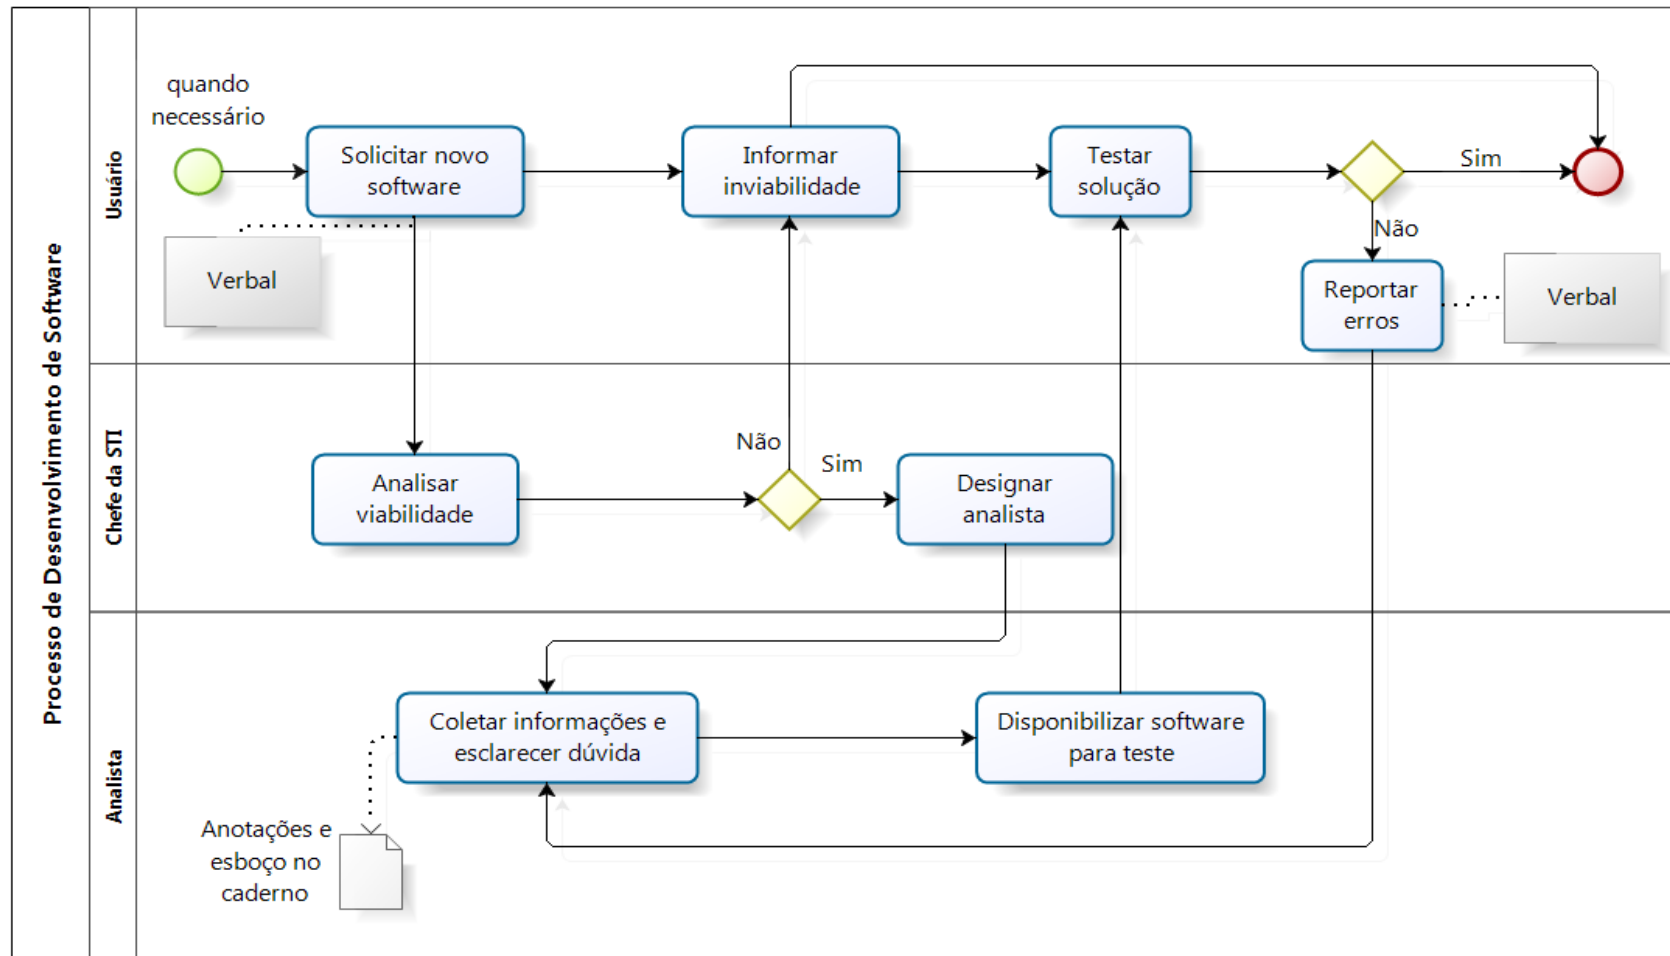 Processo de Desenvolvimento de Software
Usuário
quando
necessário
Solicitar novo
software
Verbal
Informar
inviabilidade
Testar
solução
Sim
Não
Reportar
erros
Verbal
Chefe da STI
Analisar
viabilidade
Não
Sim
Designar
analista
Analista
Coletar informações e
esclarecer dúvida
Disponibilizar software
para teste
Anotações e
esboço no
caderno